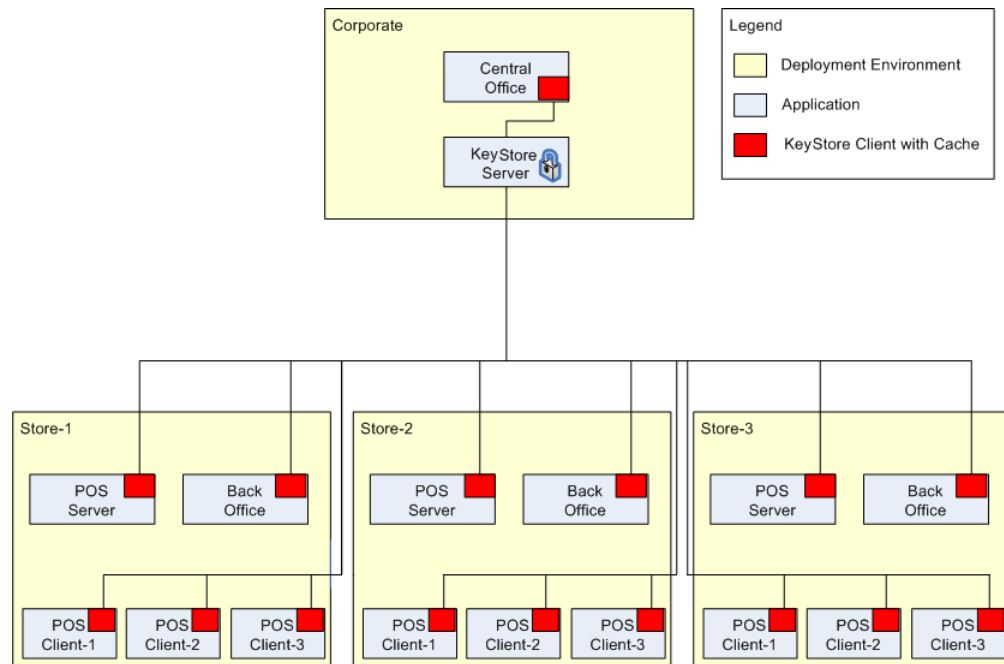 Corporate
Central
Office
KeyStore
Server
Legend
Deployment Environment
Application
KeyStore Client with Cache
Store-1
POS
Server
Back
Office
POS
Client-1
POS
Client-2
POS
Client-3
Store-2
POS
Server
Back
Office
POS
Client-1
POS
Client-2
POS
Client-3
Store-3
POS
Server
Back
Office
POS
Client-1
POS
Client-2
POS
Client-3